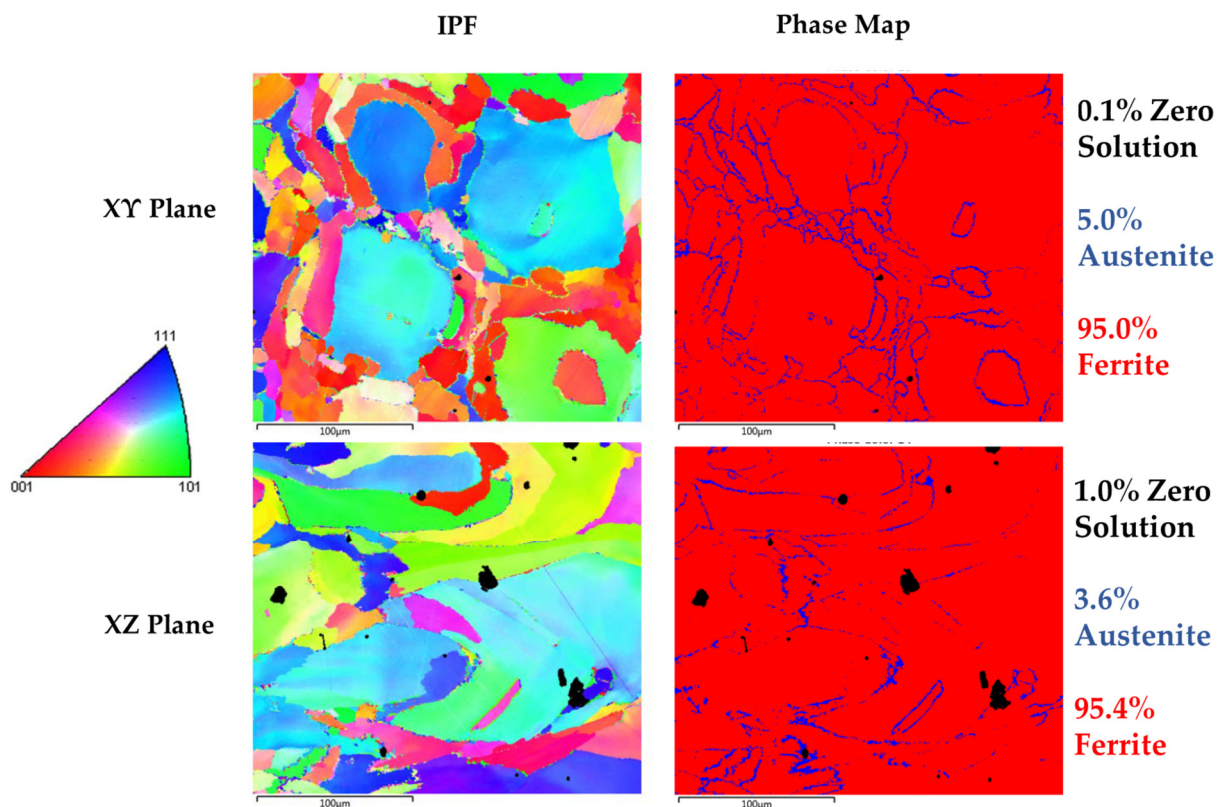 IPF
Phase Map
XY Plane
0.1% Zero
Solution
5.0%
Austenite
95.0%
Ferrite
111
001
101
100µm
100µm
XZ Plane
1.0% Zero
Solution
3.6%
Austenite
95.4%
Ferrite
100µm
100µm